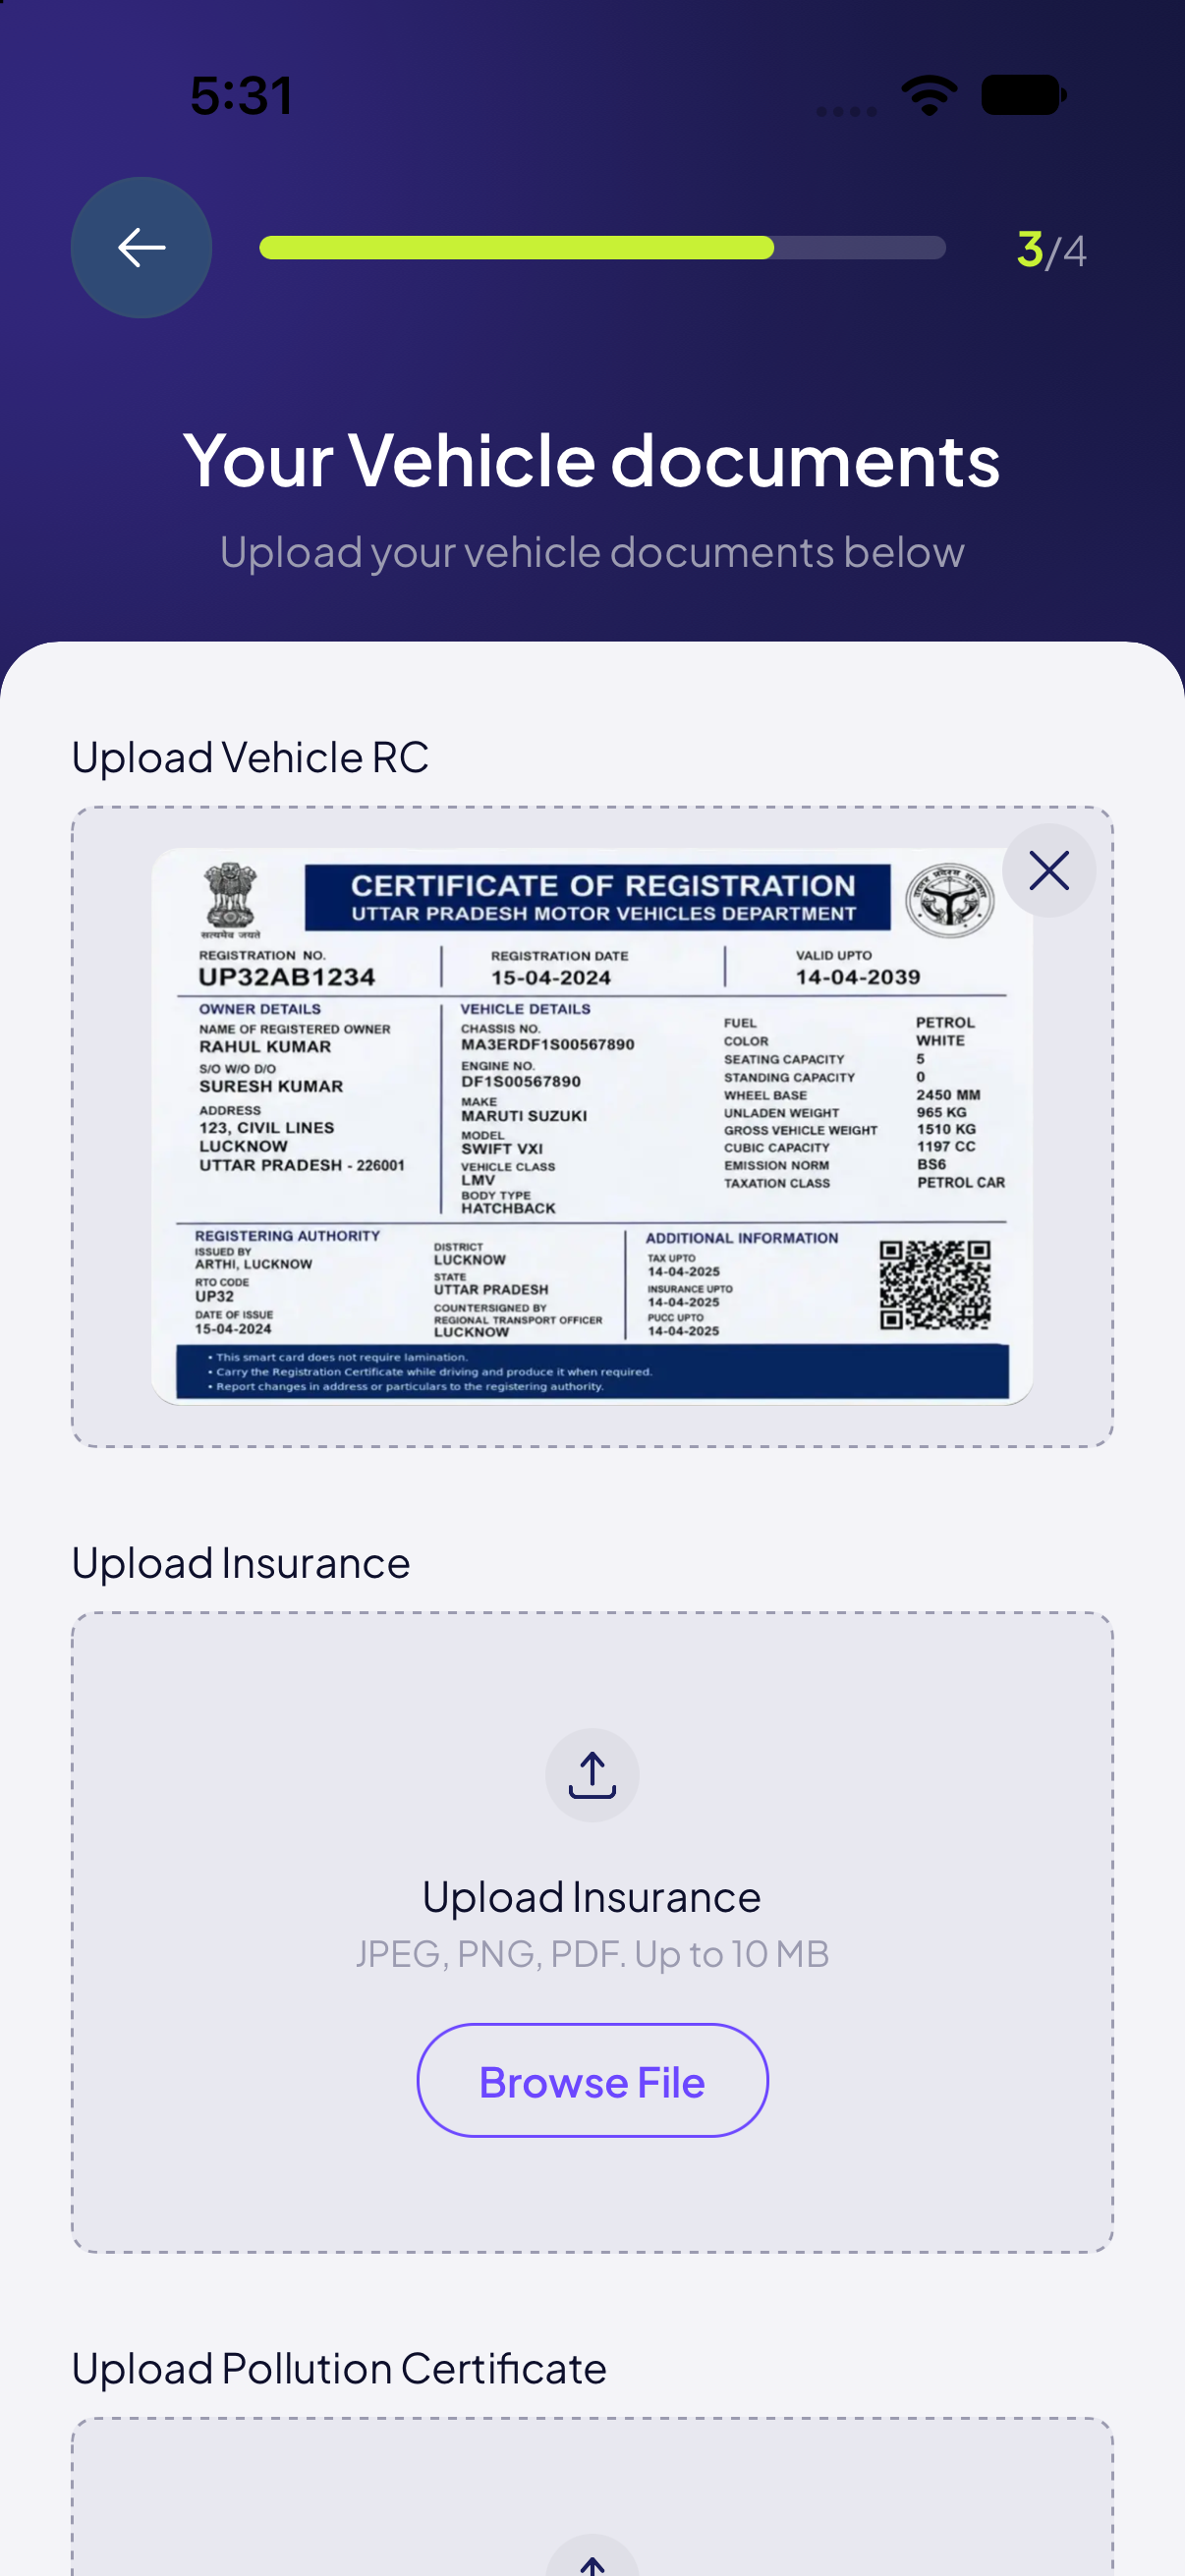 5:31
3/4
Your Vehicle documents
Upload your vehicle documents below
Upload Vehicle RC
CERTIFICATE OF REGISTRATION
UTTAR PRADESH MOTOR VEHICLES DEPARTMENT
सत्यमेव जयते
REGISTRATION NO.
UP32AB1234
REGISTRATION DATE
15-04-2024
VALID UPTO
14-04-2039
OWNER DETAILS
NAME OF REGISTERED OWNER
RAHUL KUMAR
S/O W/O D/O
SURESH KUMAR
ADDRESS
123, CIVIL LINES
LUCKNOW
UTTAR PRADESH - 226001
VEHICLE DETAILS
CHASSIS NO.
MA3ERDF1S00567890
ENGINE NO.
DF1S00567890
MAKE
MARUTI SUZUKI
MODEL
SWIFT VXI
VEHICLE CLASS
LMV
BODY TYPE
HATCHBACK
FUEL PETROL
COLOR WHITE
SEATING CAPACITY 5
STANDING CAPACITY 0
WHEEL BASE 2450 MM
UNLADEN WEIGHT 965 KG
GROSS VEHICLE WEIGHT 1510 KG
CUBIC CAPACITY 1197 CC
EMISSION NORM BS6
TAXATION CLASS PETROL CAR
REGISTERING AUTHORITY
ISSUED BY
ARTHI, LUCKNOW
RTO CODE
UP32
DATE OF ISSUE
15-04-2024
DISTRICT
LUCKNOW
STATE
UTTAR PRADESH
COUNTERSIGNED BY
REGIONAL TRANSPORT OFFICER
LUCKNOW
ADDITIONAL INFORMATION
TAX UPTO
14-04-2025
INSURANCE UPTO
14-04-2025
PUCC UPTO
14-04-2025
• This smart card does not require lamination.
• Carry the Registration Certificate while driving and produce it when required.
• Report changes in address or particulars to the registering authority.
Upload Insurance
Upload Insurance
JPEG, PNG, PDF. Up to 10 MB
Browse File
Upload Pollution Certificate